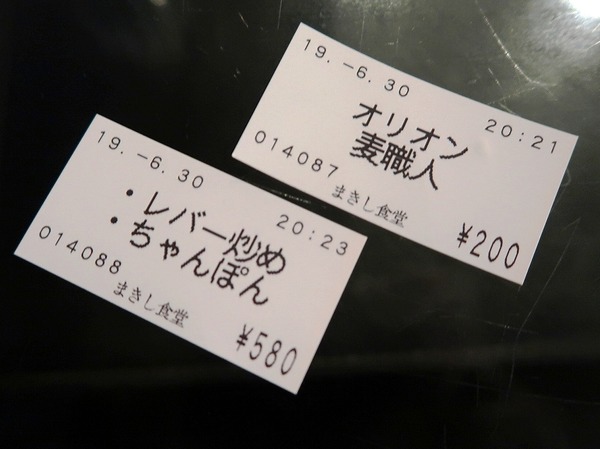 19.-6.30
20:21
オリオン
麦職人
014087
まきし食堂
¥200
19.-6.30
20:23
・レバー炒め
・ちゃんぽん
014088
まきし食堂
¥580